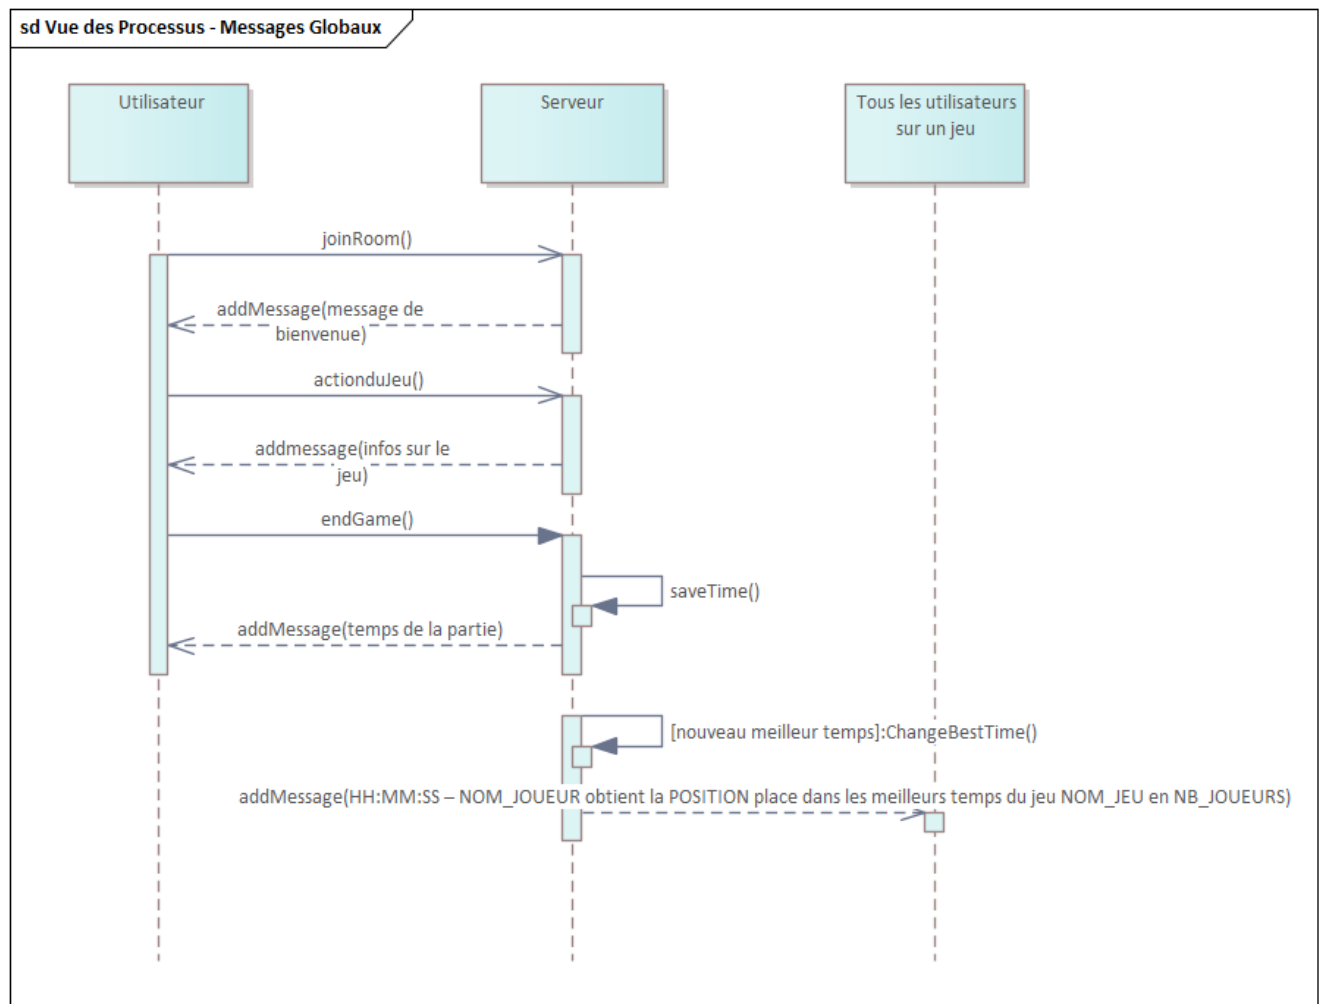 sd Vue des Processus - Messages Globaux
Utilisateur
Serveur
Tous les utilisateurs
sur un jeu
joinRoom()
addMessage(message de
bienvenue)
actionduJeu()
addmessage(infos sur le
jeu)
endGame()
saveTime()
addMessage(temps de la partie)
[nouveau meilleur temps]:ChangeBestTime()
addMessage(HH:MM:SS – NOM_JOUEUR obtient la POSITION place dans les meilleurs temps du jeu NOM_JEU en NB_JOUEURS)